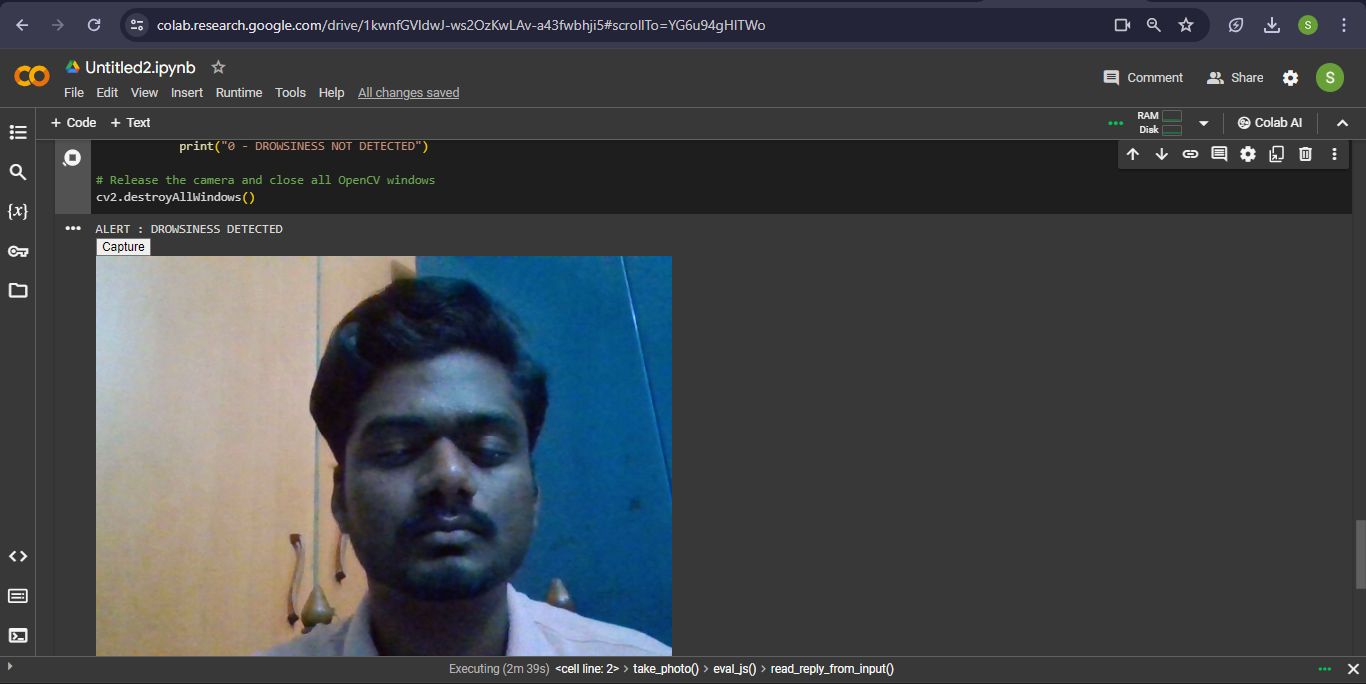 colab.research.google.com/drive/1kwnfGVldwJ-ws2OzKwLAv-a43fwbhji5#scrollTo=YG6u94gHITWo
S
Untitled2.ipynb
File Edit View Insert Runtime Tools Help All changes saved
Comment Share S
+ Code + Text
RAM
Disk
Colab AI
{x}
print("0 - DROWSINESS NOT DETECTED")
# Release the camera and close all OpenCV windows
cv2.destroyAllWindows()
ALERT : DROWSINESS DETECTED
Capture
Executing (2m 39s) <cell line: 2> > take_photo() > eval_js() > read_reply_from_input()